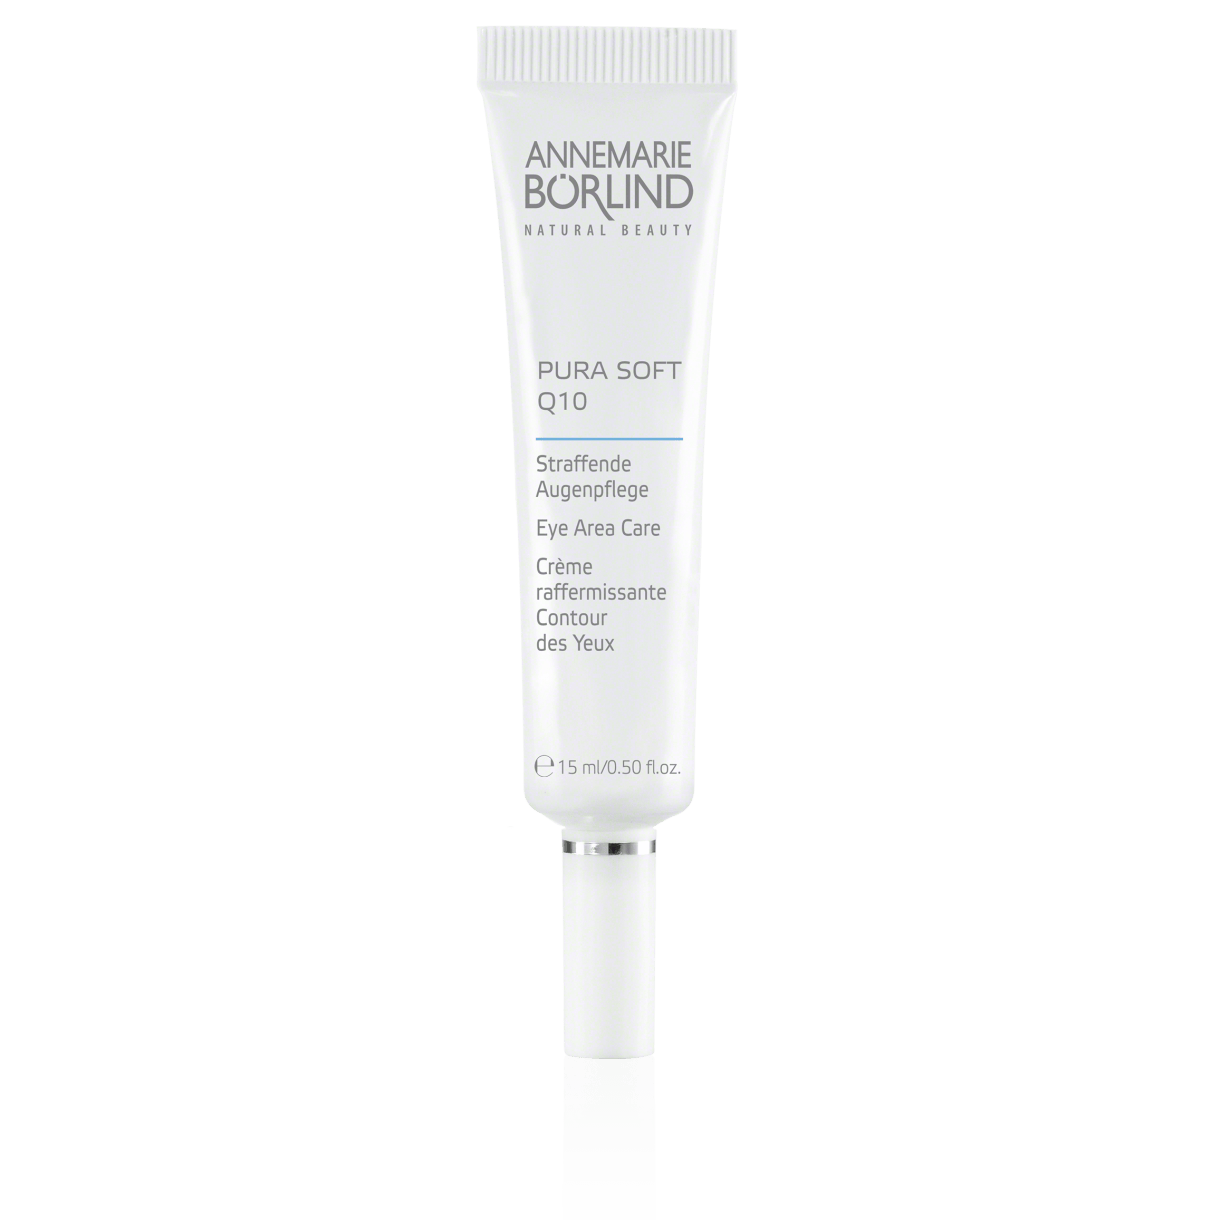 ANNEMARIE
BÖRLIND
NATURAL BEAUTY
PURA SOFT
Q10
Straffende
Augenpflege
Eye Area Care
Crème
raffermissante
Contour
des Yeux
℮ 15 ml/0.50 fl.oz.